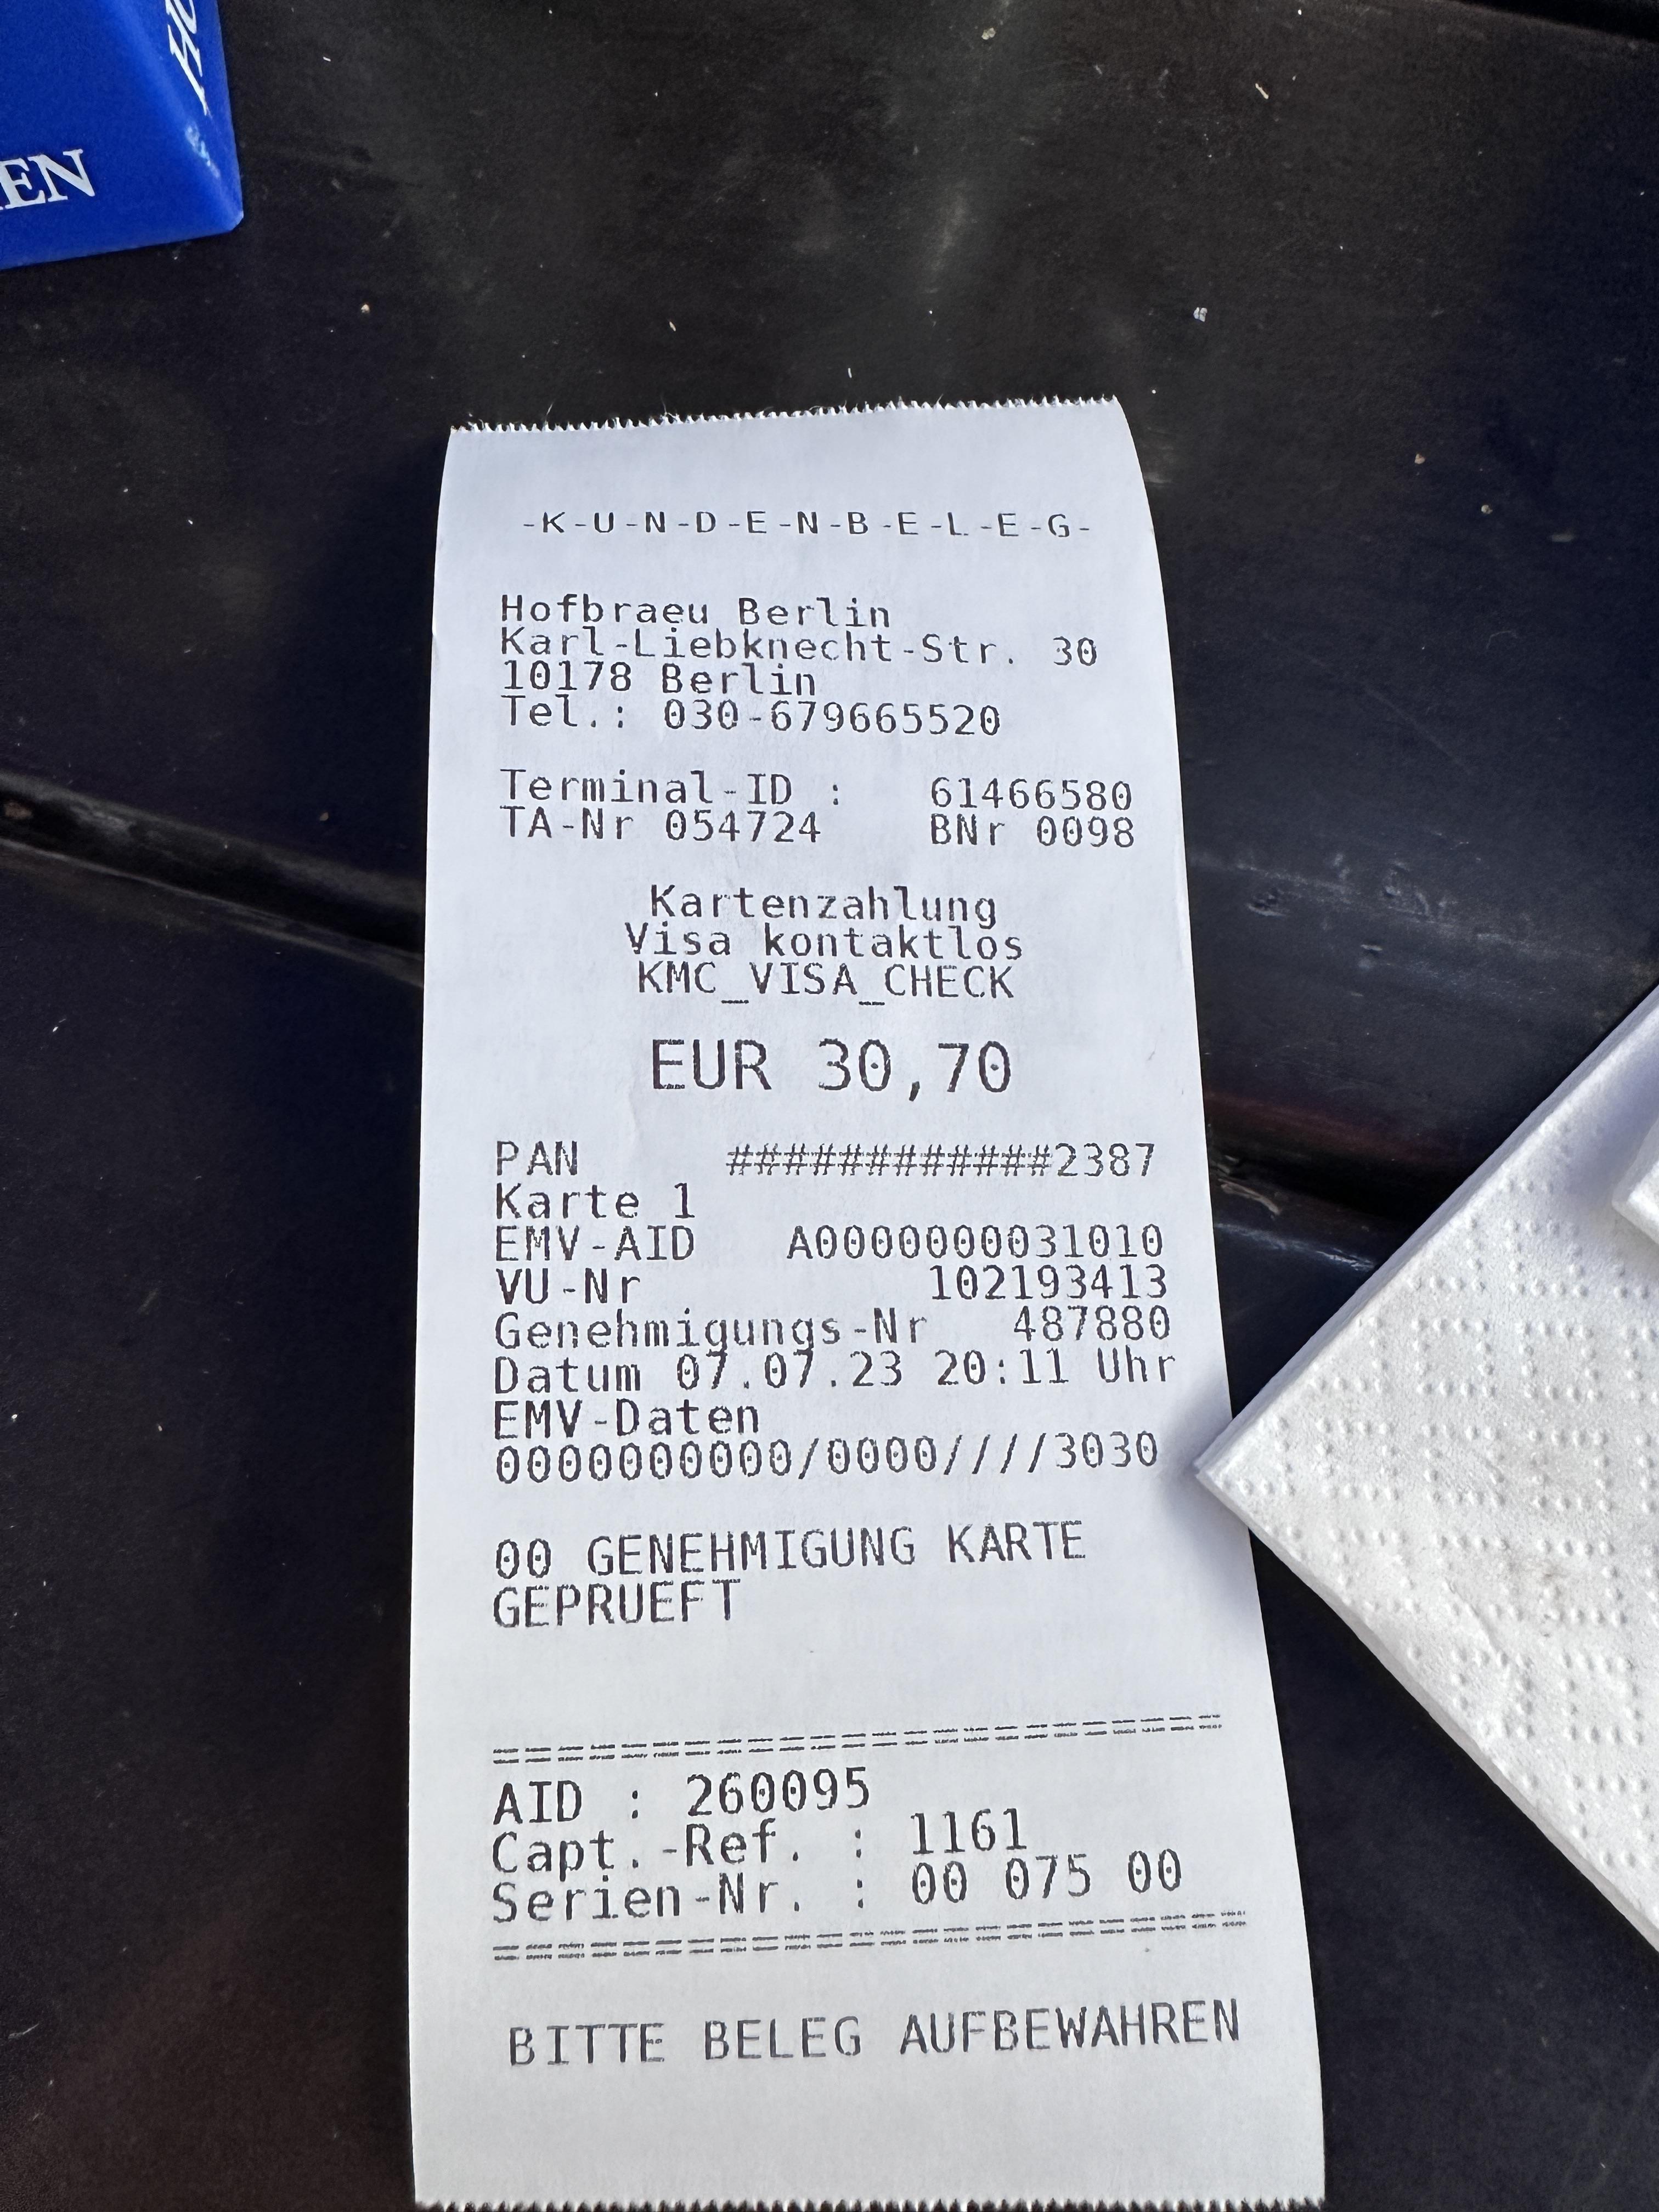 HO
EN
-K-U-N-D-E-N-B-E-L-E-G-
Hofbraeu Berlin
Karl-Liebknecht-Str. 30
10178 Berlin
Tel.: 030-679665520
Terminal-ID : 61466580
TA-Nr 054724 BNr 0098
Kartenzahlung
Visa kontaktlos
KMC_VISA_CHECK
EUR 30,70
PAN ############2387
Karte 1
EMV-AID A0000000031010
VU-Nr 102193413
Genehmigungs-Nr 487880
Datum 07.07.23 20:11 Uhr
EMV-Daten
0000000000/0000////3030
00 GENEHMIGUNG KARTE
GEPRUEFT
========================
AID : 260095
Capt.-Ref. : 1161
Serien-Nr. : 00 075 00
========================
BITTE BELEG AUFBEWAHREN